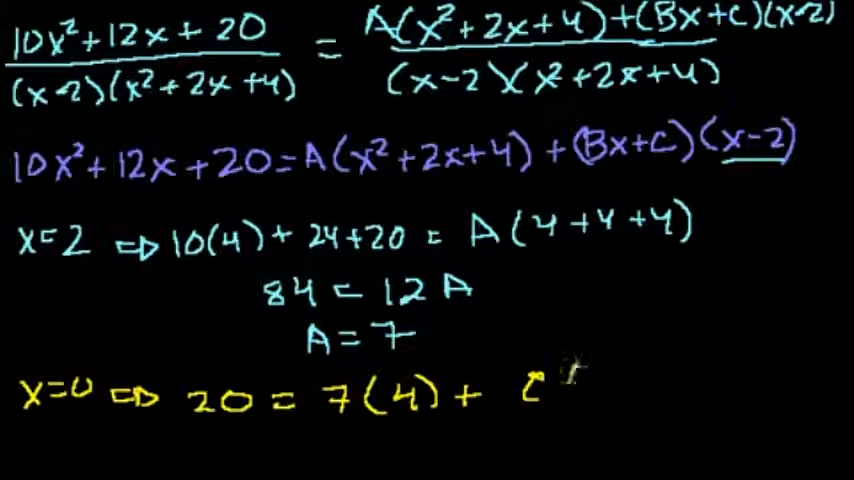 10x²+12x+20 / (x-2)(x²+2x+4) = A(x²+2x+4)+(Bx+C)(x-2) / (x-2)(x²+2x+4)
10x²+12x+20=A(x²+2x+4)+(Bx+C)(x-2)
x=2 ⇒ 10(4)+24+20 = A(4+4+4)
84 = 12A
A=7
x=0 ⇒ 20 = 7(4)+ C